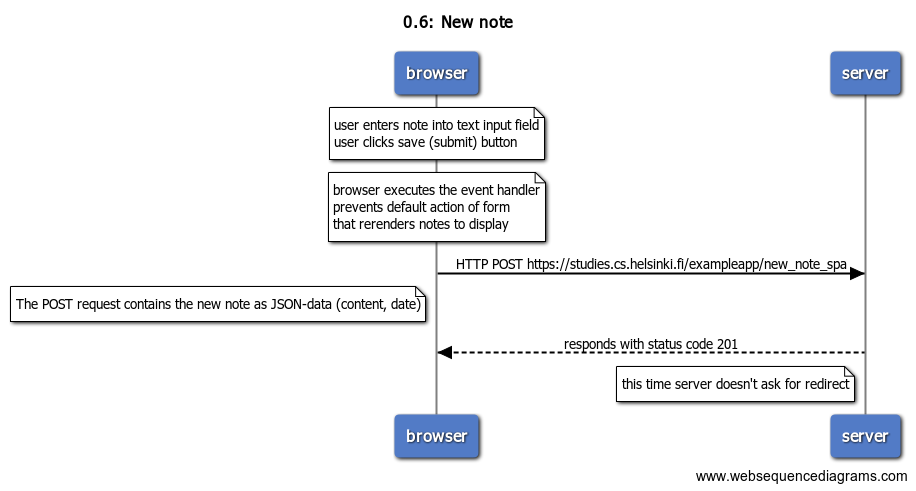 0.6: New note
browser
server
user enters note into text input field
user clicks save (submit) button
browser executes the event handler
prevents default action of form
that rerenders notes to display
HTTP POST https://studies.cs.helsinki.fi/exampleapp/new_note_spa
The POST request contains the new note as JSON-data (content, date)
responds with status code 201
this time server doesn't ask for redirect
browser
server
www.websequencediagrams.com